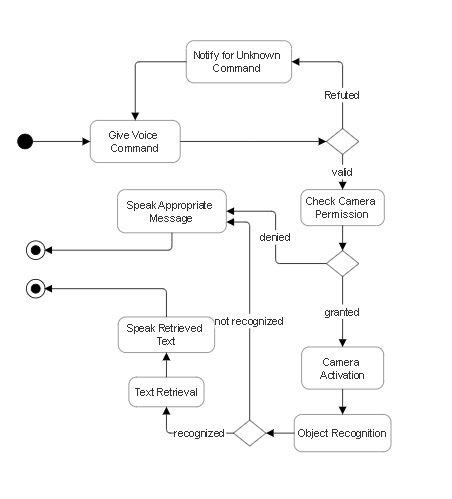 Notify for Unknown
Command
Refuted
Give Voice
Command
valid
Check Camera
Permission
Speak Appropriate
Message
denied
granted
not recognized
Speak Retrieved
Text
Camera
Activation
Text Retrieval
recognized
Object Recognition